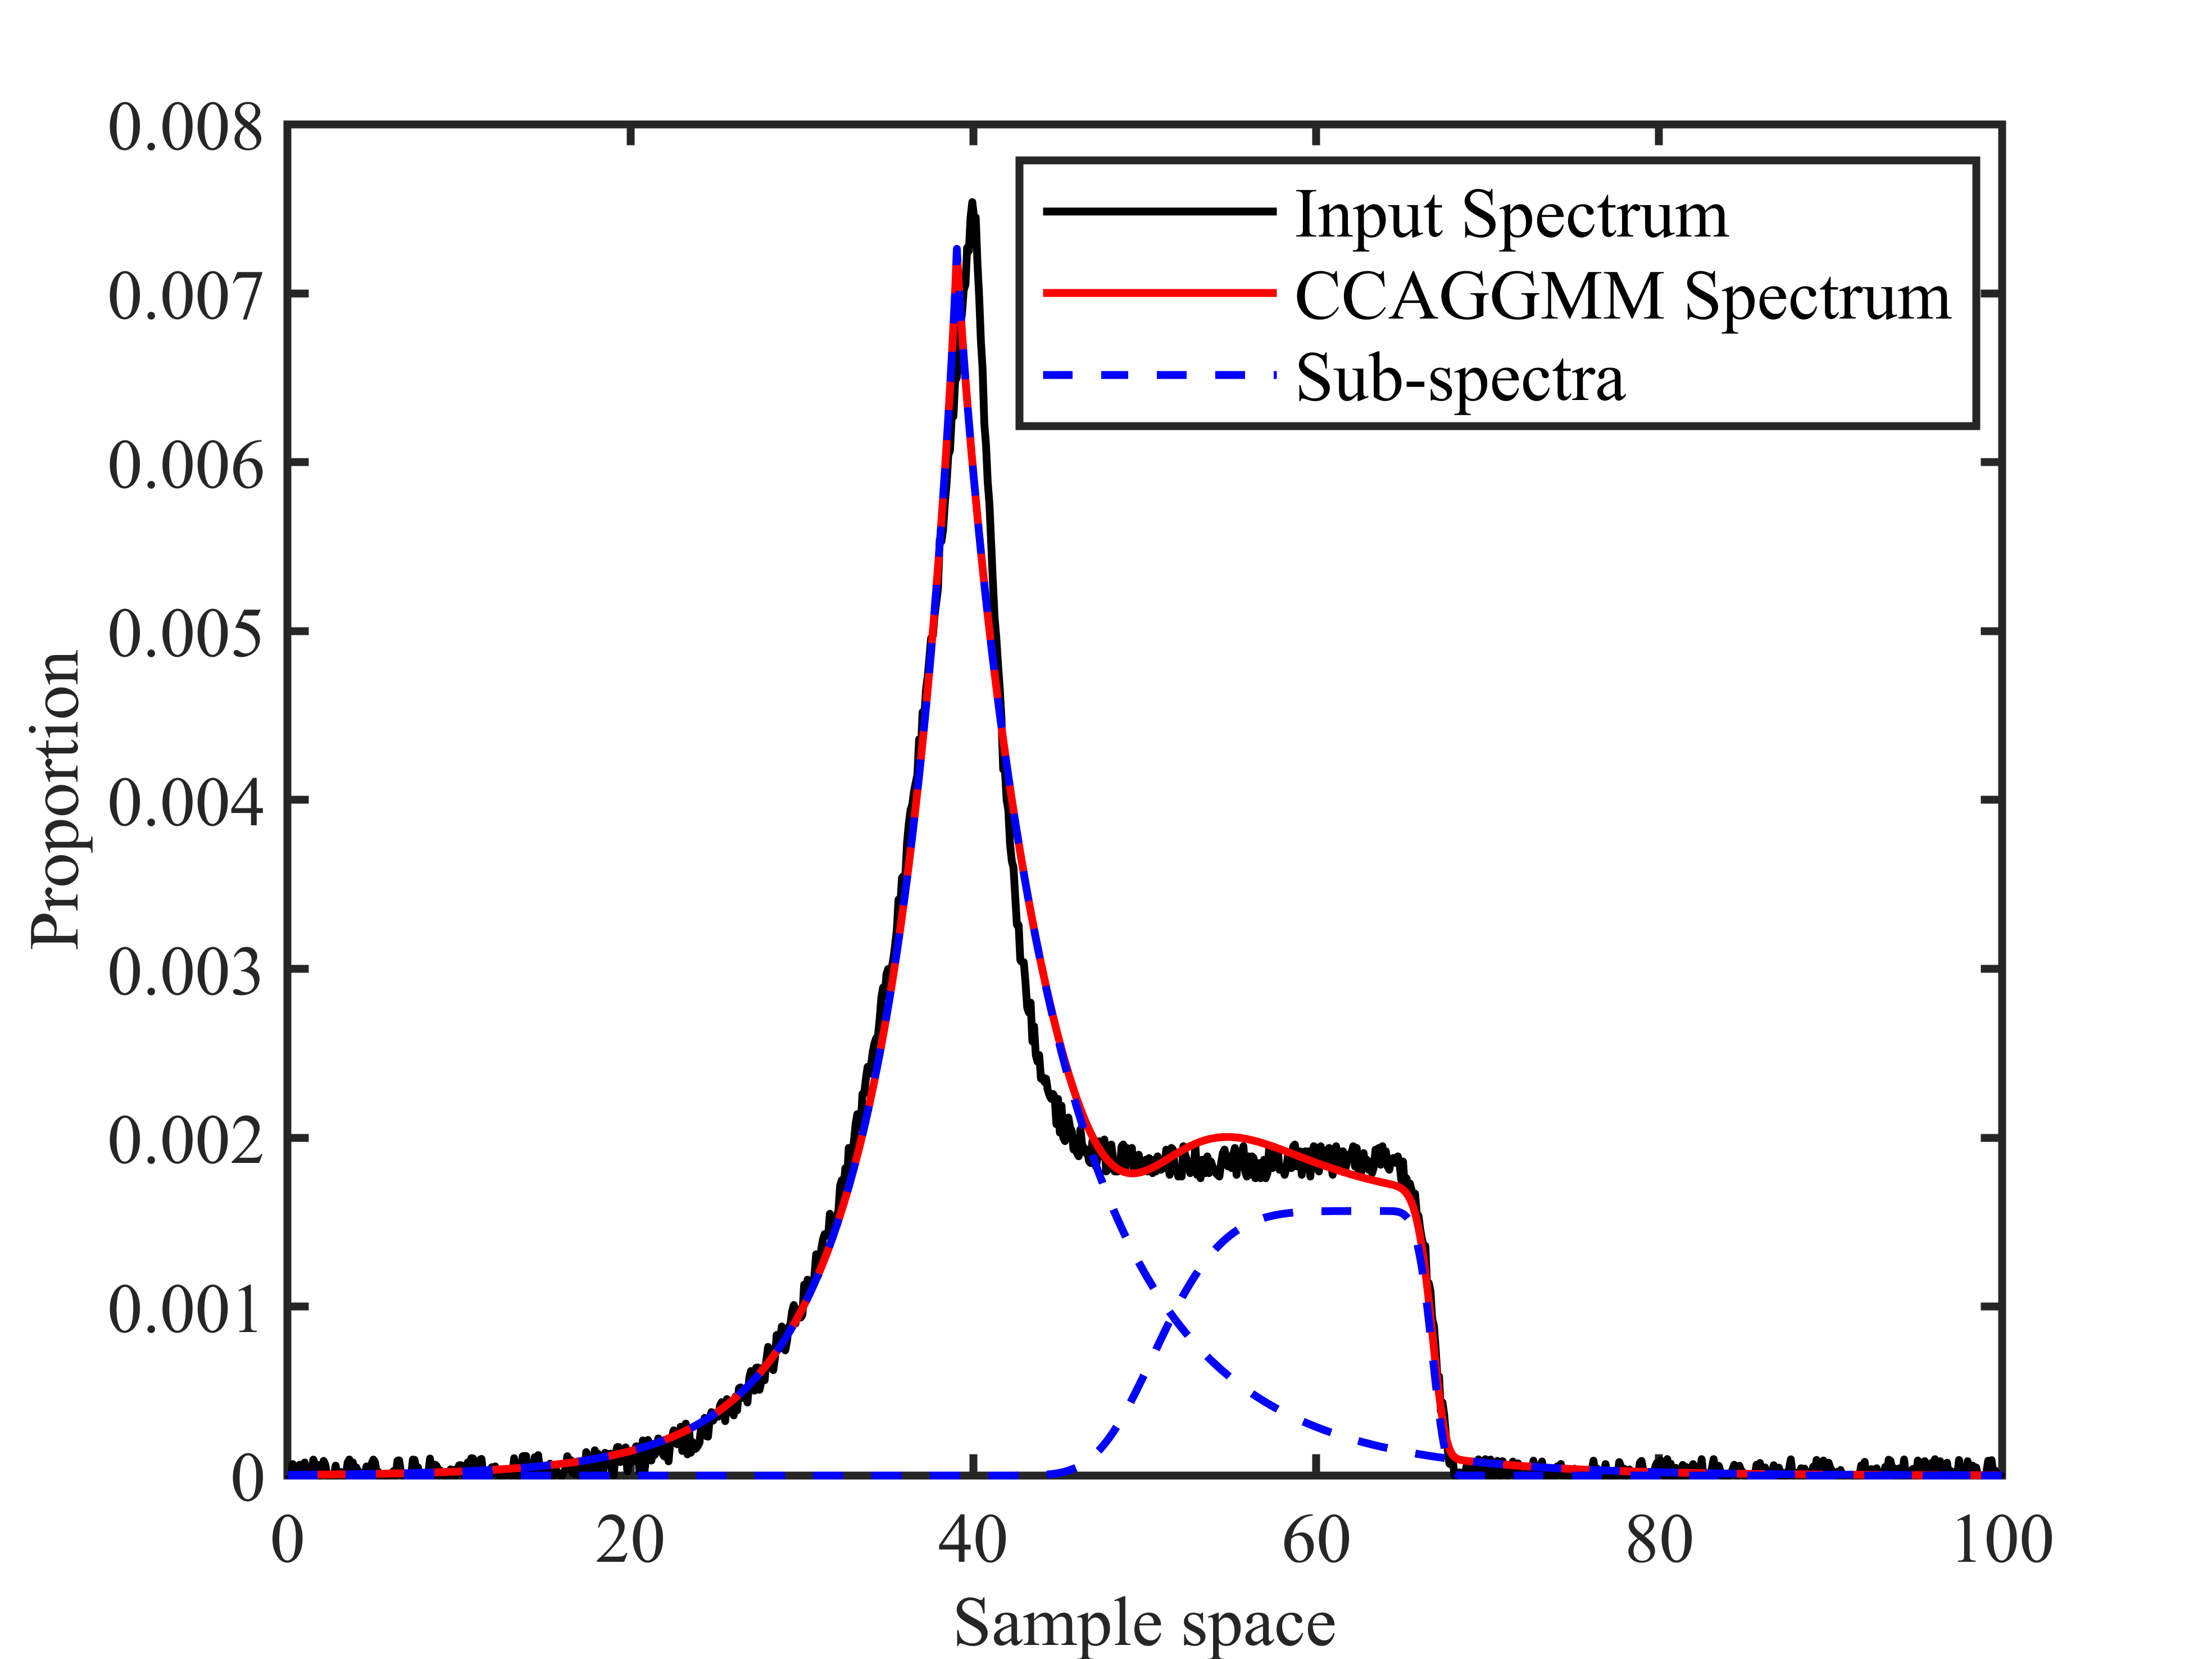 0.008
0.007
0.006
0.005
0.004
0.003
0.002
0.001
0
Proportion
Input Spectrum
CCAGGMM Spectrum
Sub-spectra
0 20 40 60 80 100
Sample space